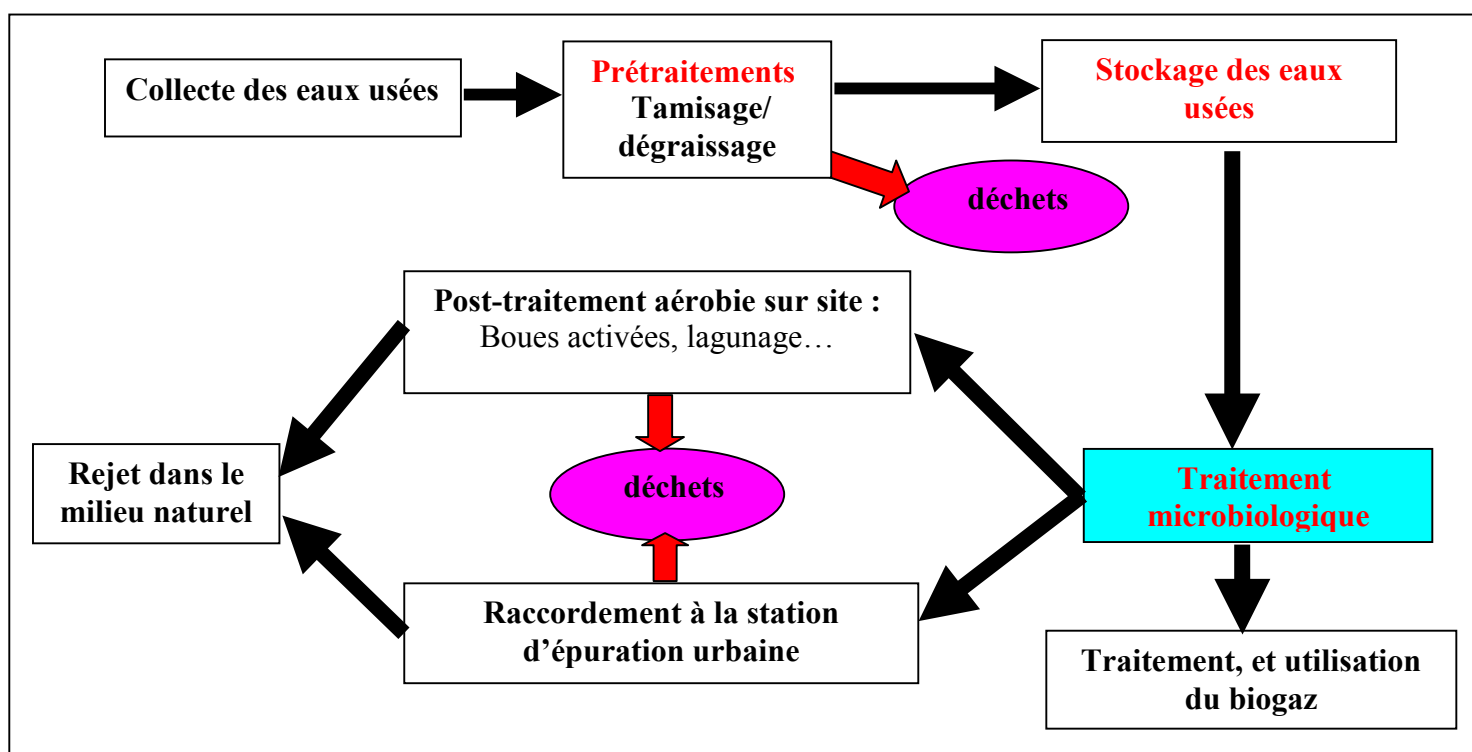 Collecte des eaux usées
Prétraitements
Tamisage/
dégraissage
Stockage des eaux
usées
déchets
Post-traitement aérobie sur site :
Boues activées, lagunage…
Rejet dans le
milieu naturel
déchets
Traitement
microbiologique
Raccordement à la station
d’épuration urbaine
Traitement, et utilisation
du biogaz